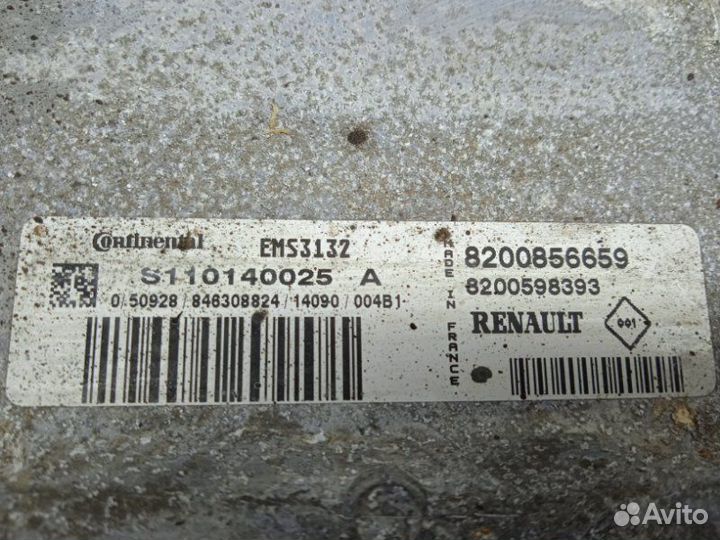 Continental EMS3132
S110140025 A
0/50928/846308824/14090/004B1
MADE IN FRANCE
8200856659
8200598393
RENAULT
001
Avito